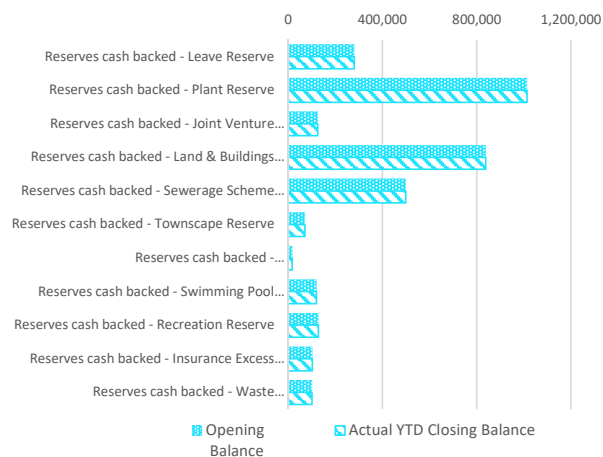 0 400,000 800,000 1,200,000
Reserves cash backed - Leave Reserve
Reserves cash backed - Plant Reserve
Reserves cash backed - Joint Venture…
Reserves cash backed - Land & Buildings…
Reserves cash backed - Sewerage Scheme…
Reserves cash backed - Townscape Reserve
Reserves cash backed -…
Reserves cash backed - Swimming Pool…
Reserves cash backed - Recreation Reserve
Reserves cash backed - Insurance Excess…
Reserves cash backed - Waste…
Opening
Balance
Actual YTD Closing Balance